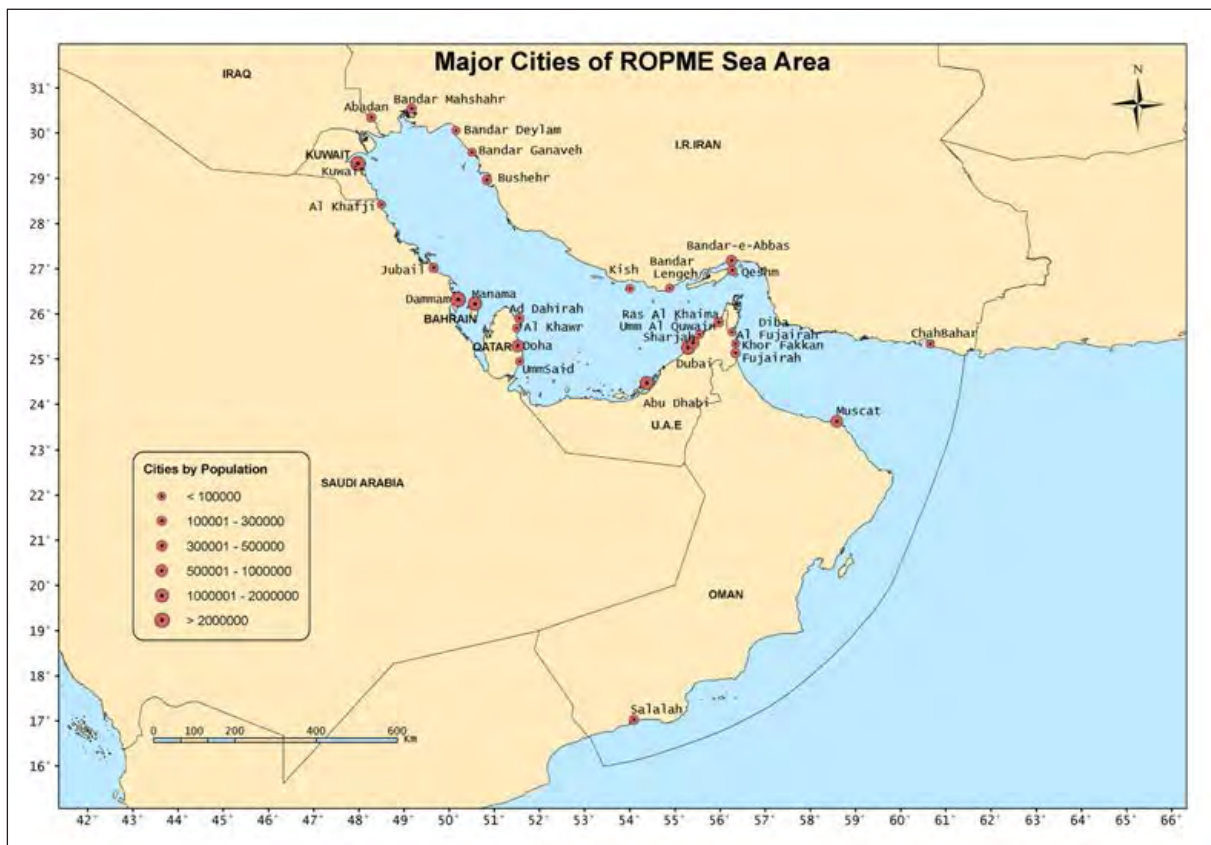 Major Cities of ROPME Sea Area
N
IRAQ
Bandar Mahshahr
Abadan
Bandar Deylam
I.R.IRAN
Bandar Ganaveh
KUWAIT
Kuwait
Bushehr
Al Khafji
Bandar-e-Abbas
Jubail
Kish
Bandar
Lengeh
Qeshm
Dammam
Manama
Ad Dahirah
BAHRAIN
Ras Al Khaima
Al Khawr
Umm Al Quwain
Diba
Al Fujairah
ChahBahar
QATAR
Doha
Sharjah
Khor Fakkan
UmmSaid
Dubai
Fujairah
Abu Dhabi
Muscat
U.A.E
SAUDI ARABIA
OMAN
Salalah
Cities by Population
< 100000
100001 - 300000
300001 - 500000
500001 - 1000000
1000001 - 2000000
> 2000000
0 100 200 400 600
Km
31°
30°
29°
28°
27°
26°
25°
24°
23°
22°
21°
20°
19°
18°
17°
16°
42° 43° 44° 45° 46° 47° 48° 49° 50° 51° 52° 53° 54° 55° 56° 57° 58° 59° 60° 61° 62° 63° 64° 65° 66°